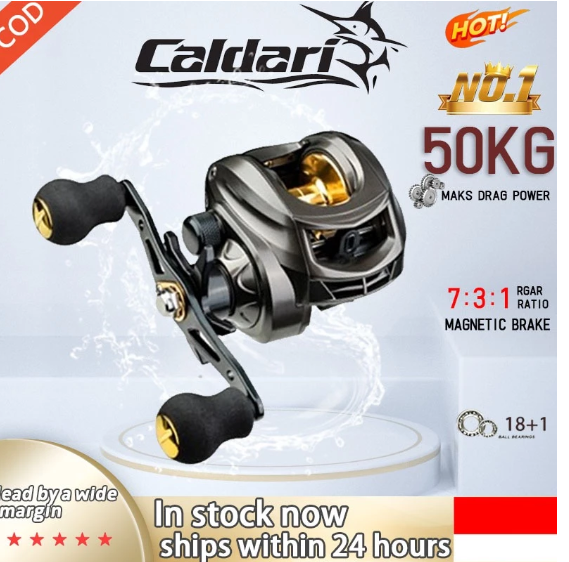 COD
Caldari
HOT!
NO.1
50KG
MAKS DRAG POWER
7:3:1 RGAR
RATIO
MAGNETIC BRAKE
18+1
BALL BEARINGS
lead by a wide
margin
In stock now
ships within 24 hours